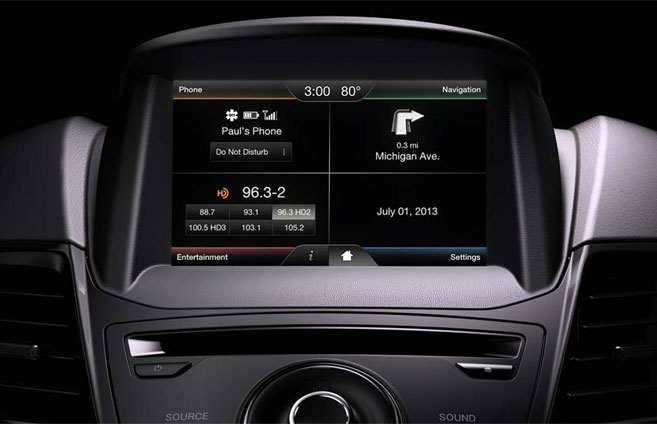 Phone
3:00 80°
Navigation
Paul's Phone
Do Not Disturb
0.3 mi
Michigan Ave.
HD 96.3-2
88.7 93.1 96.3 HD2
100.5 HD3 103.1 105.2
July 01, 2013
Entertainment
i
Settings
SOURCE
SOUND